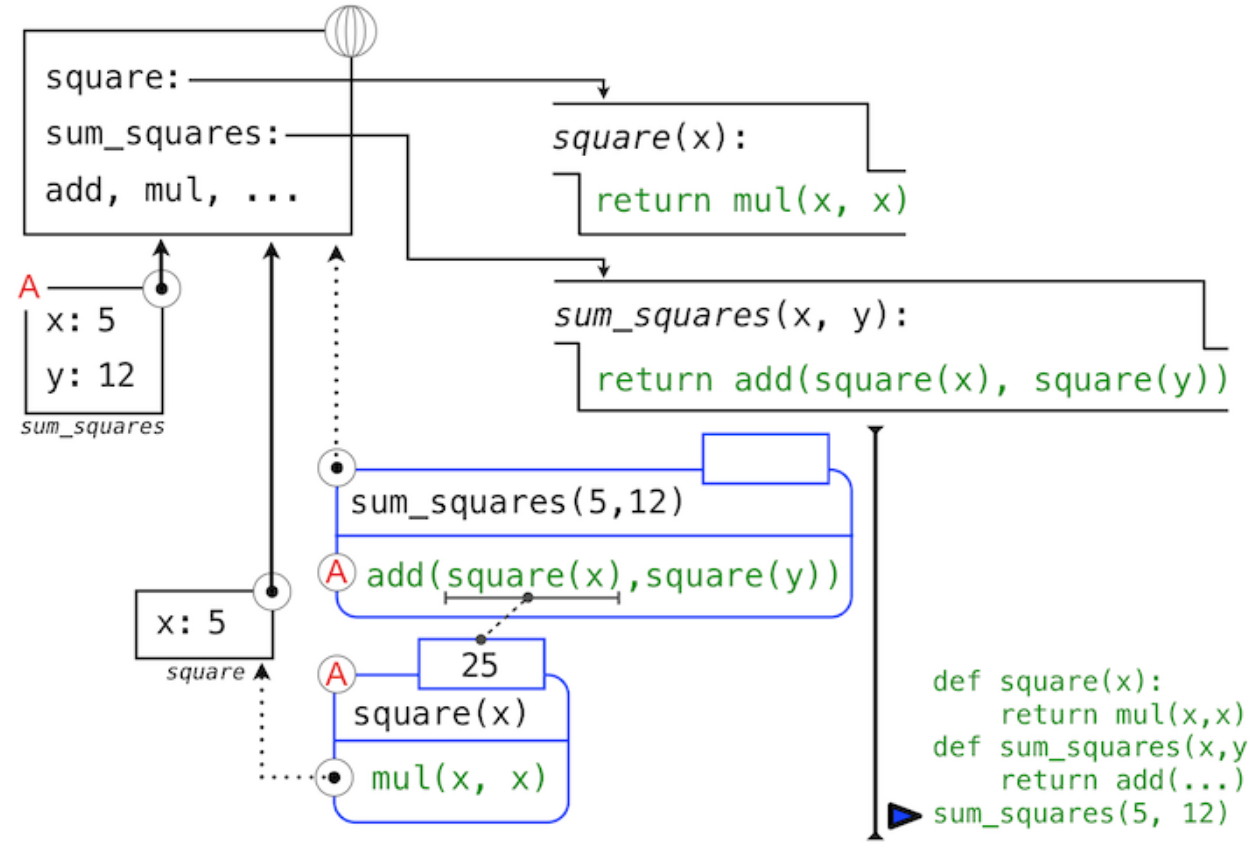 square:
sum_squares:
add, mul, ...
square(x):
return mul(x, x)
A
x: 5
y: 12
sum_squares
sum_squares(x, y):
return add(square(x), square(y))
sum_squares(5,12)
A
add(square(x),square(y))
x: 5
square
25
A
square(x)
mul(x, x)
def square(x):
return mul(x,x)
def sum_squares(x,y
return add(...)
sum_squares(5, 12)